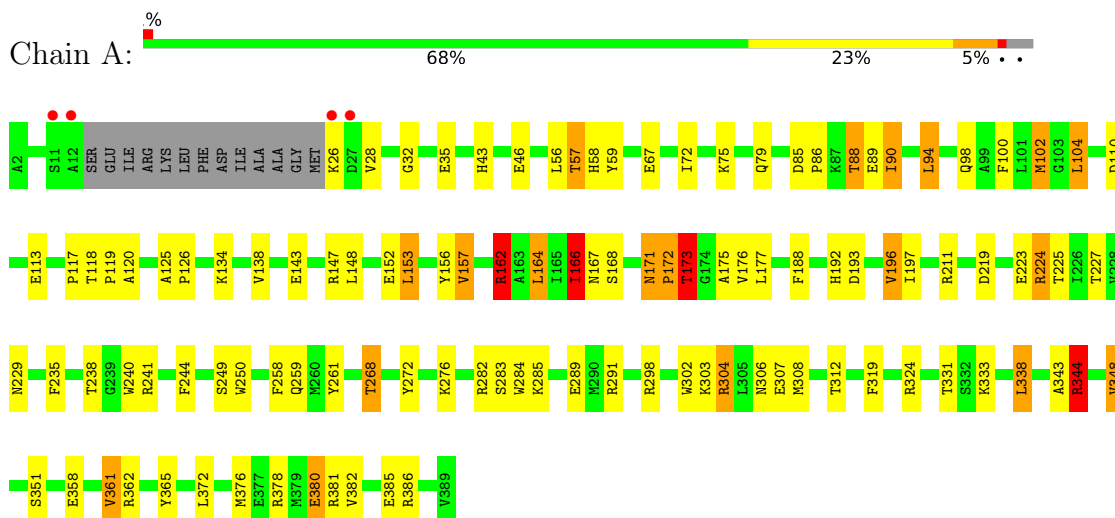 %
Chain A:
68% 23% 5% • •
A2 S11 A12 SER GLU ILE ARG LYS LEU PHE ASP ILE ALA ALA GLY MET K26 D27 V28 G32 E35 H43 E46 L56 T57 H58 Y59 E67 I72 K75 Q79 D85 P86 K87 T88 E89 I90 L94 Q98 A99 F100 L101 M102 G103 L104 D110
E113 P117 T118 P119 A120 A125 P126 K134 V138 E143 R147 L148 E152 L153 Y156 V157 R162 A163 L164 I165 I166 N167 S168 N171 P172 T173 G174 A175 V176 L177 F188 H192 D193 V196 I197 R211 D219 E223 R224 T225 I226 T227 V228
N229 F235 T238 G239 W240 R241 F244 S249 W250 F258 Q259 M260 Y261 T268 Y272 K276 R282 S283 W284 K285 E289 M290 R291 R298 W302 K303 R304 L305 N306 E307 M308 T312 F319 R324 T331 S332 K333 L338 A343 R344 V348
S351 E358 V361 R362 Y365 L372 M376 E377 R378 M379 E380 R381 V382 E385 R386 V389